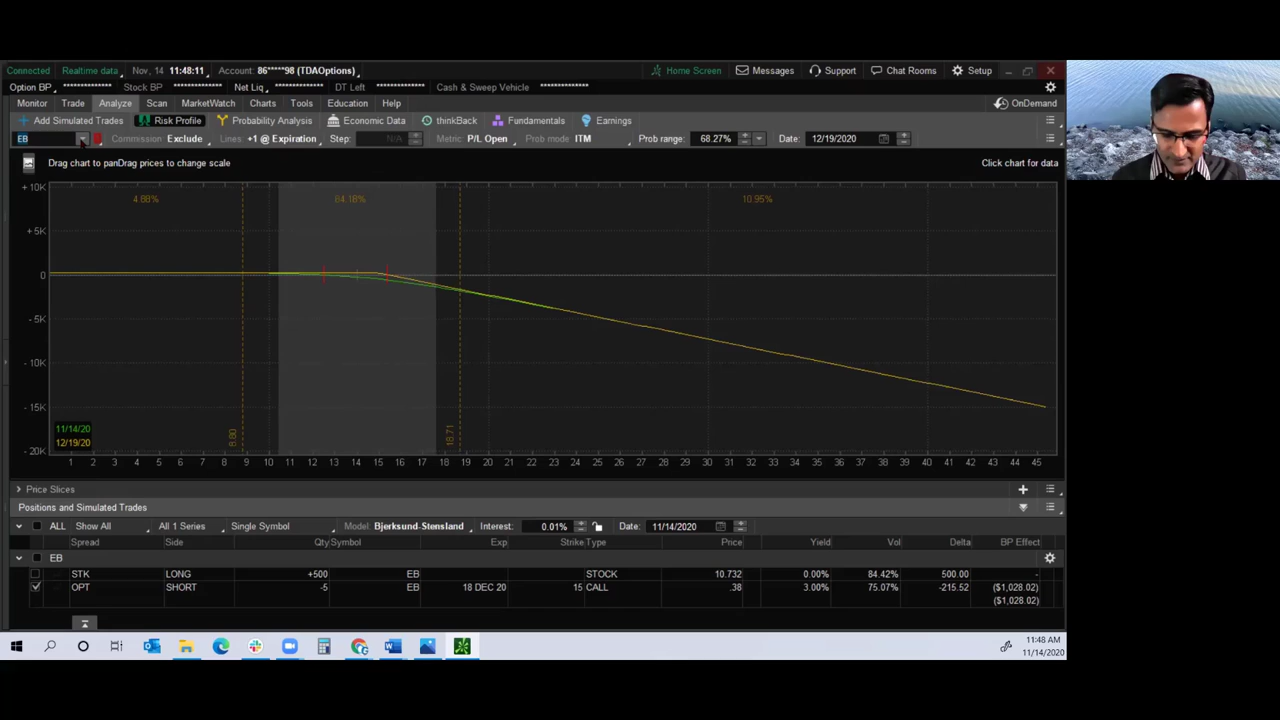 Connected Realtime data Nov, 14 11:48:11 Account: 86*****98 (TDAOptions) Home Screen Messages Support Chat Rooms Setup
Option BP Stock BP Net Liq DT Left Cash & Sweep Vehicle
Monitor Trade Analyze Scan MarketWatch Charts Tools Education Help OnDemand
Add Simulated Trades Risk Profile Probability Analysis Economic Data thinkBack Fundamentals Earnings
EB Commission: Exclude Lines +1 @ Expiration Step: N/A Metric: P/L Open Prob mode: ITM Prob range: 68.27% Date: 12/19/2020
Drag chart to panDrag prices to change scale Click chart for data
+10K
4.88% 84.18% 10.95%
+5K
0
-5K
-10K
-15K
11/14/20
12/19/20
8.80 18.71
-20K
1 2 3 4 5 6 7 8 9 10 11 12 13 14 15 16 17 18 19 20 21 22 23 24 25 26 27 28 29 30 31 32 33 34 35 36 37 38 39 40 41 42 43 44 45
Price Slices
Positions and Simulated Trades
ALL Show All All 1 Series Single Symbol Model: Bjerksund-Stensland Interest: 0.01% Date: 11/14/2020
Spread Side Qty Symbol Exp Strike Type Price Yield Vol Delta BP Effect
EB
STK LONG +500 EB STOCK 10.732 0.00% 84.42% 500.00 -
OPT SHORT -5 EB 18 DEC 20 15 CALL .38 3.00% 75.07% -215.52 ($1,028.02)
($1,028.02)
11:48 AM
11/14/2020